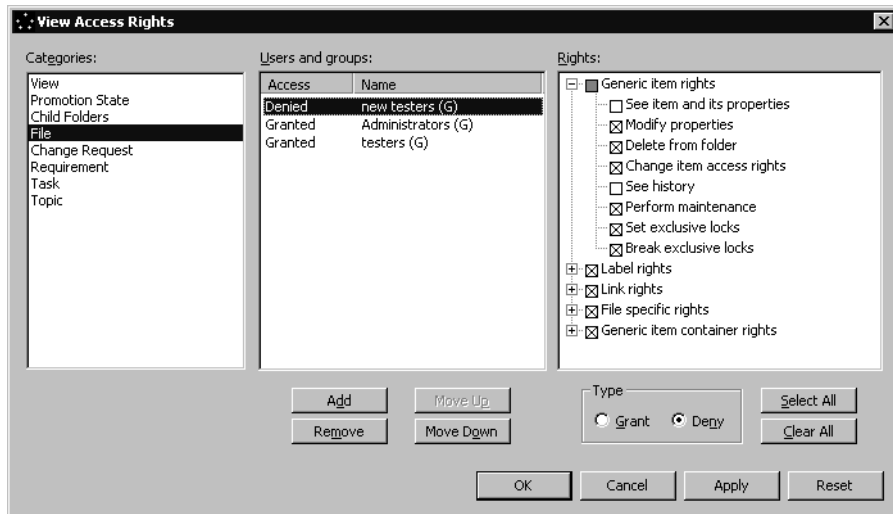 View Access Rights
Categories:
View
Promotion State
Child Folders
File
Change Request
Requirement
Task
Topic
Users and groups:
Access Name
Denied new testers (G)
Granted Administrators (G)
Granted testers (G)
Rights:
Generic item rights
See item and its properties
Modify properties
Delete from folder
Change item access rights
See history
Perform maintenance
Set exclusive locks
Break exclusive locks
Label rights
Link rights
File specific rights
Generic item container rights
Add Move Up
Remove Move Down
Type
Grant Deny
Select All
Clear All
OK Cancel Apply Reset